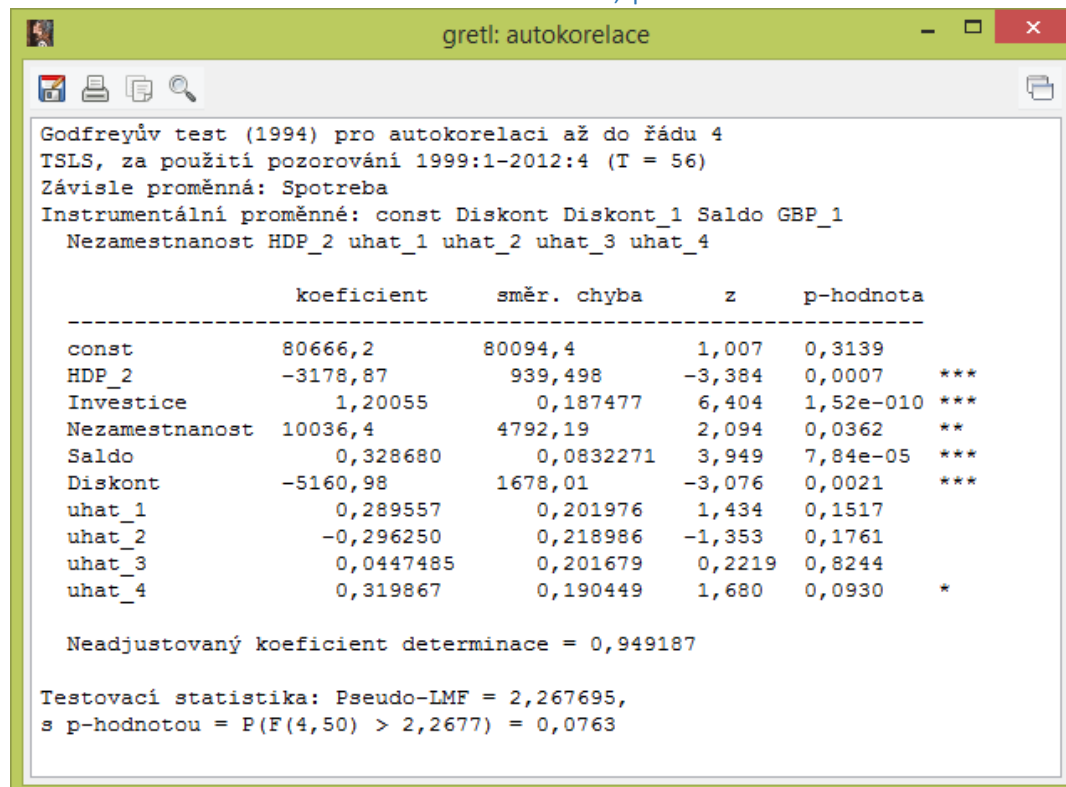 gretl: autokorelace
Godfreyův test (1994) pro autokorelaci až do řádu 4
TSLS, za použití pozorování 1999:1-2012:4 (T = 56)
Závisle proměnná: Spotreba
Instrumentální proměnné: const Diskont Diskont_1 Saldo GBP_1
Nezamestnanost HDP_2 uhat_1 uhat_2 uhat_3 uhat_4
koeficient směr. chyba z p-hodnota
---------------------------------------------------------------
const 80666,2 80094,4 1,007 0,3139
HDP_2 −3178,87 939,498 −3,384 0,0007 ***
Investice 1,20055 0,187477 6,404 1,52e-010 ***
Nezamestnanost 10036,4 4792,19 2,094 0,0362 **
Saldo 0,328680 0,0832271 3,949 7,84e-05 ***
Diskont −5160,98 1678,01 −3,076 0,0021 ***
uhat_1 0,289557 0,201976 1,434 0,1517
uhat_2 −0,296250 0,218986 −1,353 0,1761
uhat_3 0,0447485 0,201679 0,2219 0,8244
uhat_4 0,319867 0,190449 1,680 0,0930 *
Neadjustovaný koeficient determinace = 0,949187
Testovací statistika: Pseudo-LMF = 2,267695,
s p-hodnotou = P(F(4,50) > 2,2677) = 0,0763